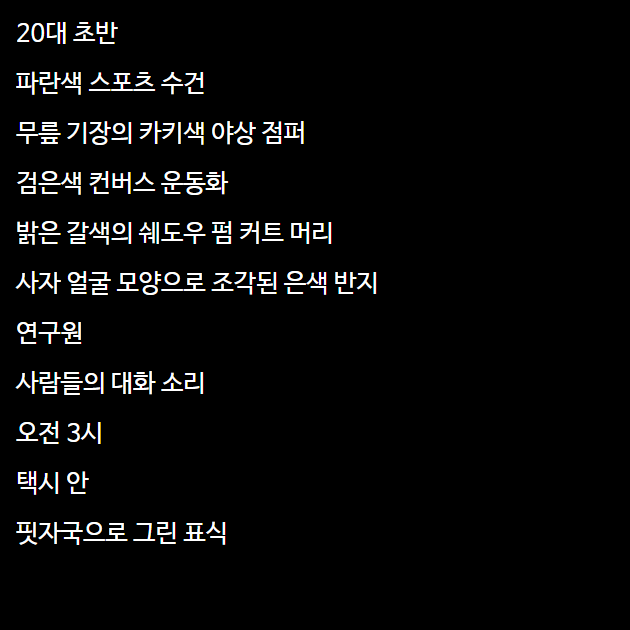 20대 초반
파란색 스포츠 수건
무릎 기장의 카키색 야상 점퍼
검은색 컨버스 운동화
밝은 갈색의 쉐도우 펌 커트 머리
사자 얼굴 모양으로 조각된 은색 반지
연구원
사람들의 대화 소리
오전 3시
택시 안
핏자국으로 그린 표식